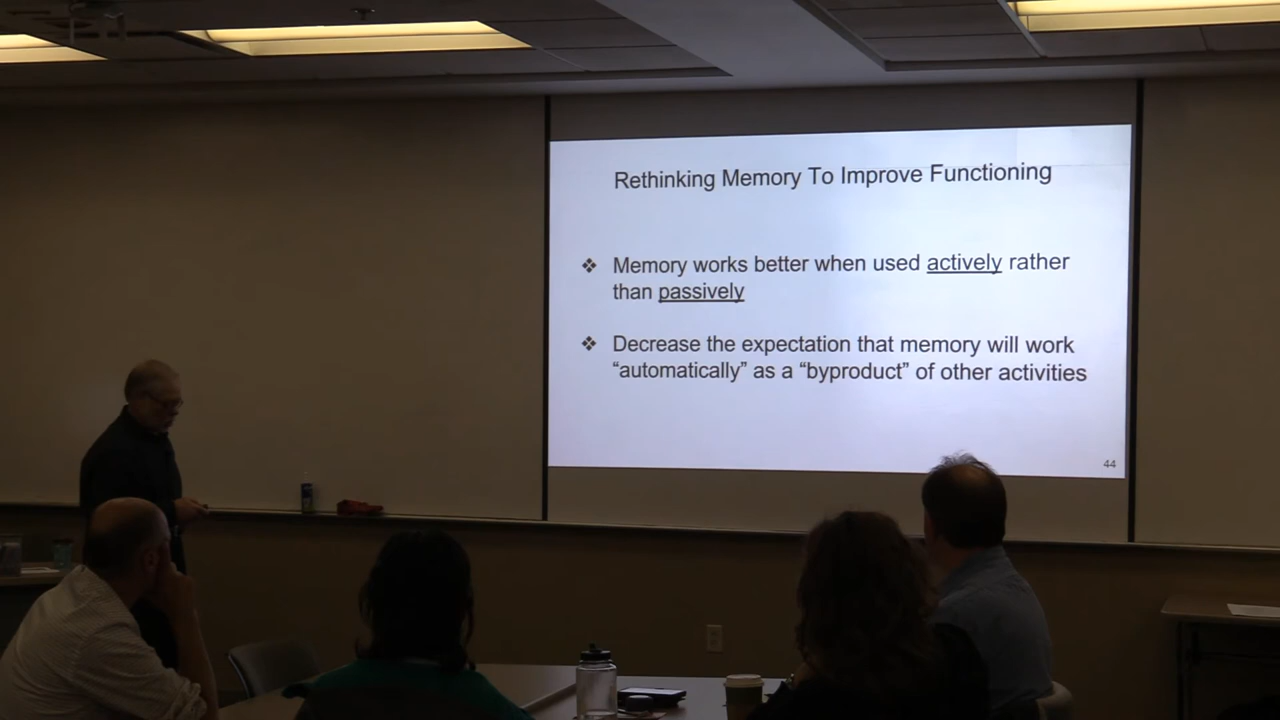 Rethinking Memory To Improve Functioning
❖ Memory works better when used actively rather
than passively
❖ Decrease the expectation that memory will work
“automatically” as a “byproduct” of other activities
44